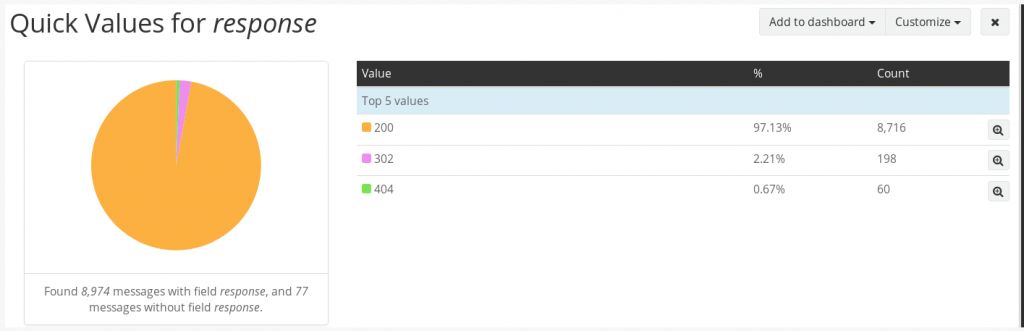 Quick Values for response
Add to dashboard Customize
Value % Count
Top 5 values
200 97.13% 8,716
302 2.21% 198
404 0.67% 60
Found 8,974 messages with field response, and 77
messages without field response.